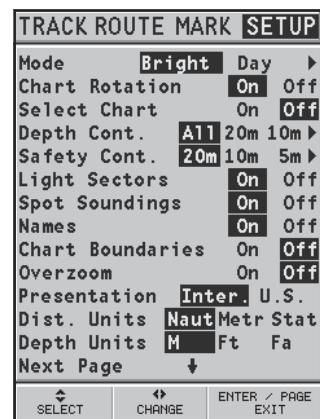 TRACK ROUTE MARK SETUP
Mode Bright Day
Chart Rotation On Off
Select Chart On Off
Depth Cont. All 20m 10m
Safety Cont. 20m 10m 5m
Light Sectors On Off
Spot Soundings On Off
Names On Off
Chart Boundaries On Off
Overzoom On Off
Presentation Inter. U.S.
Dist. Units Naut Metr Stat
Depth Units M Ft Fa
Next Page
SELECT CHANGE ENTER / PAGE
EXIT